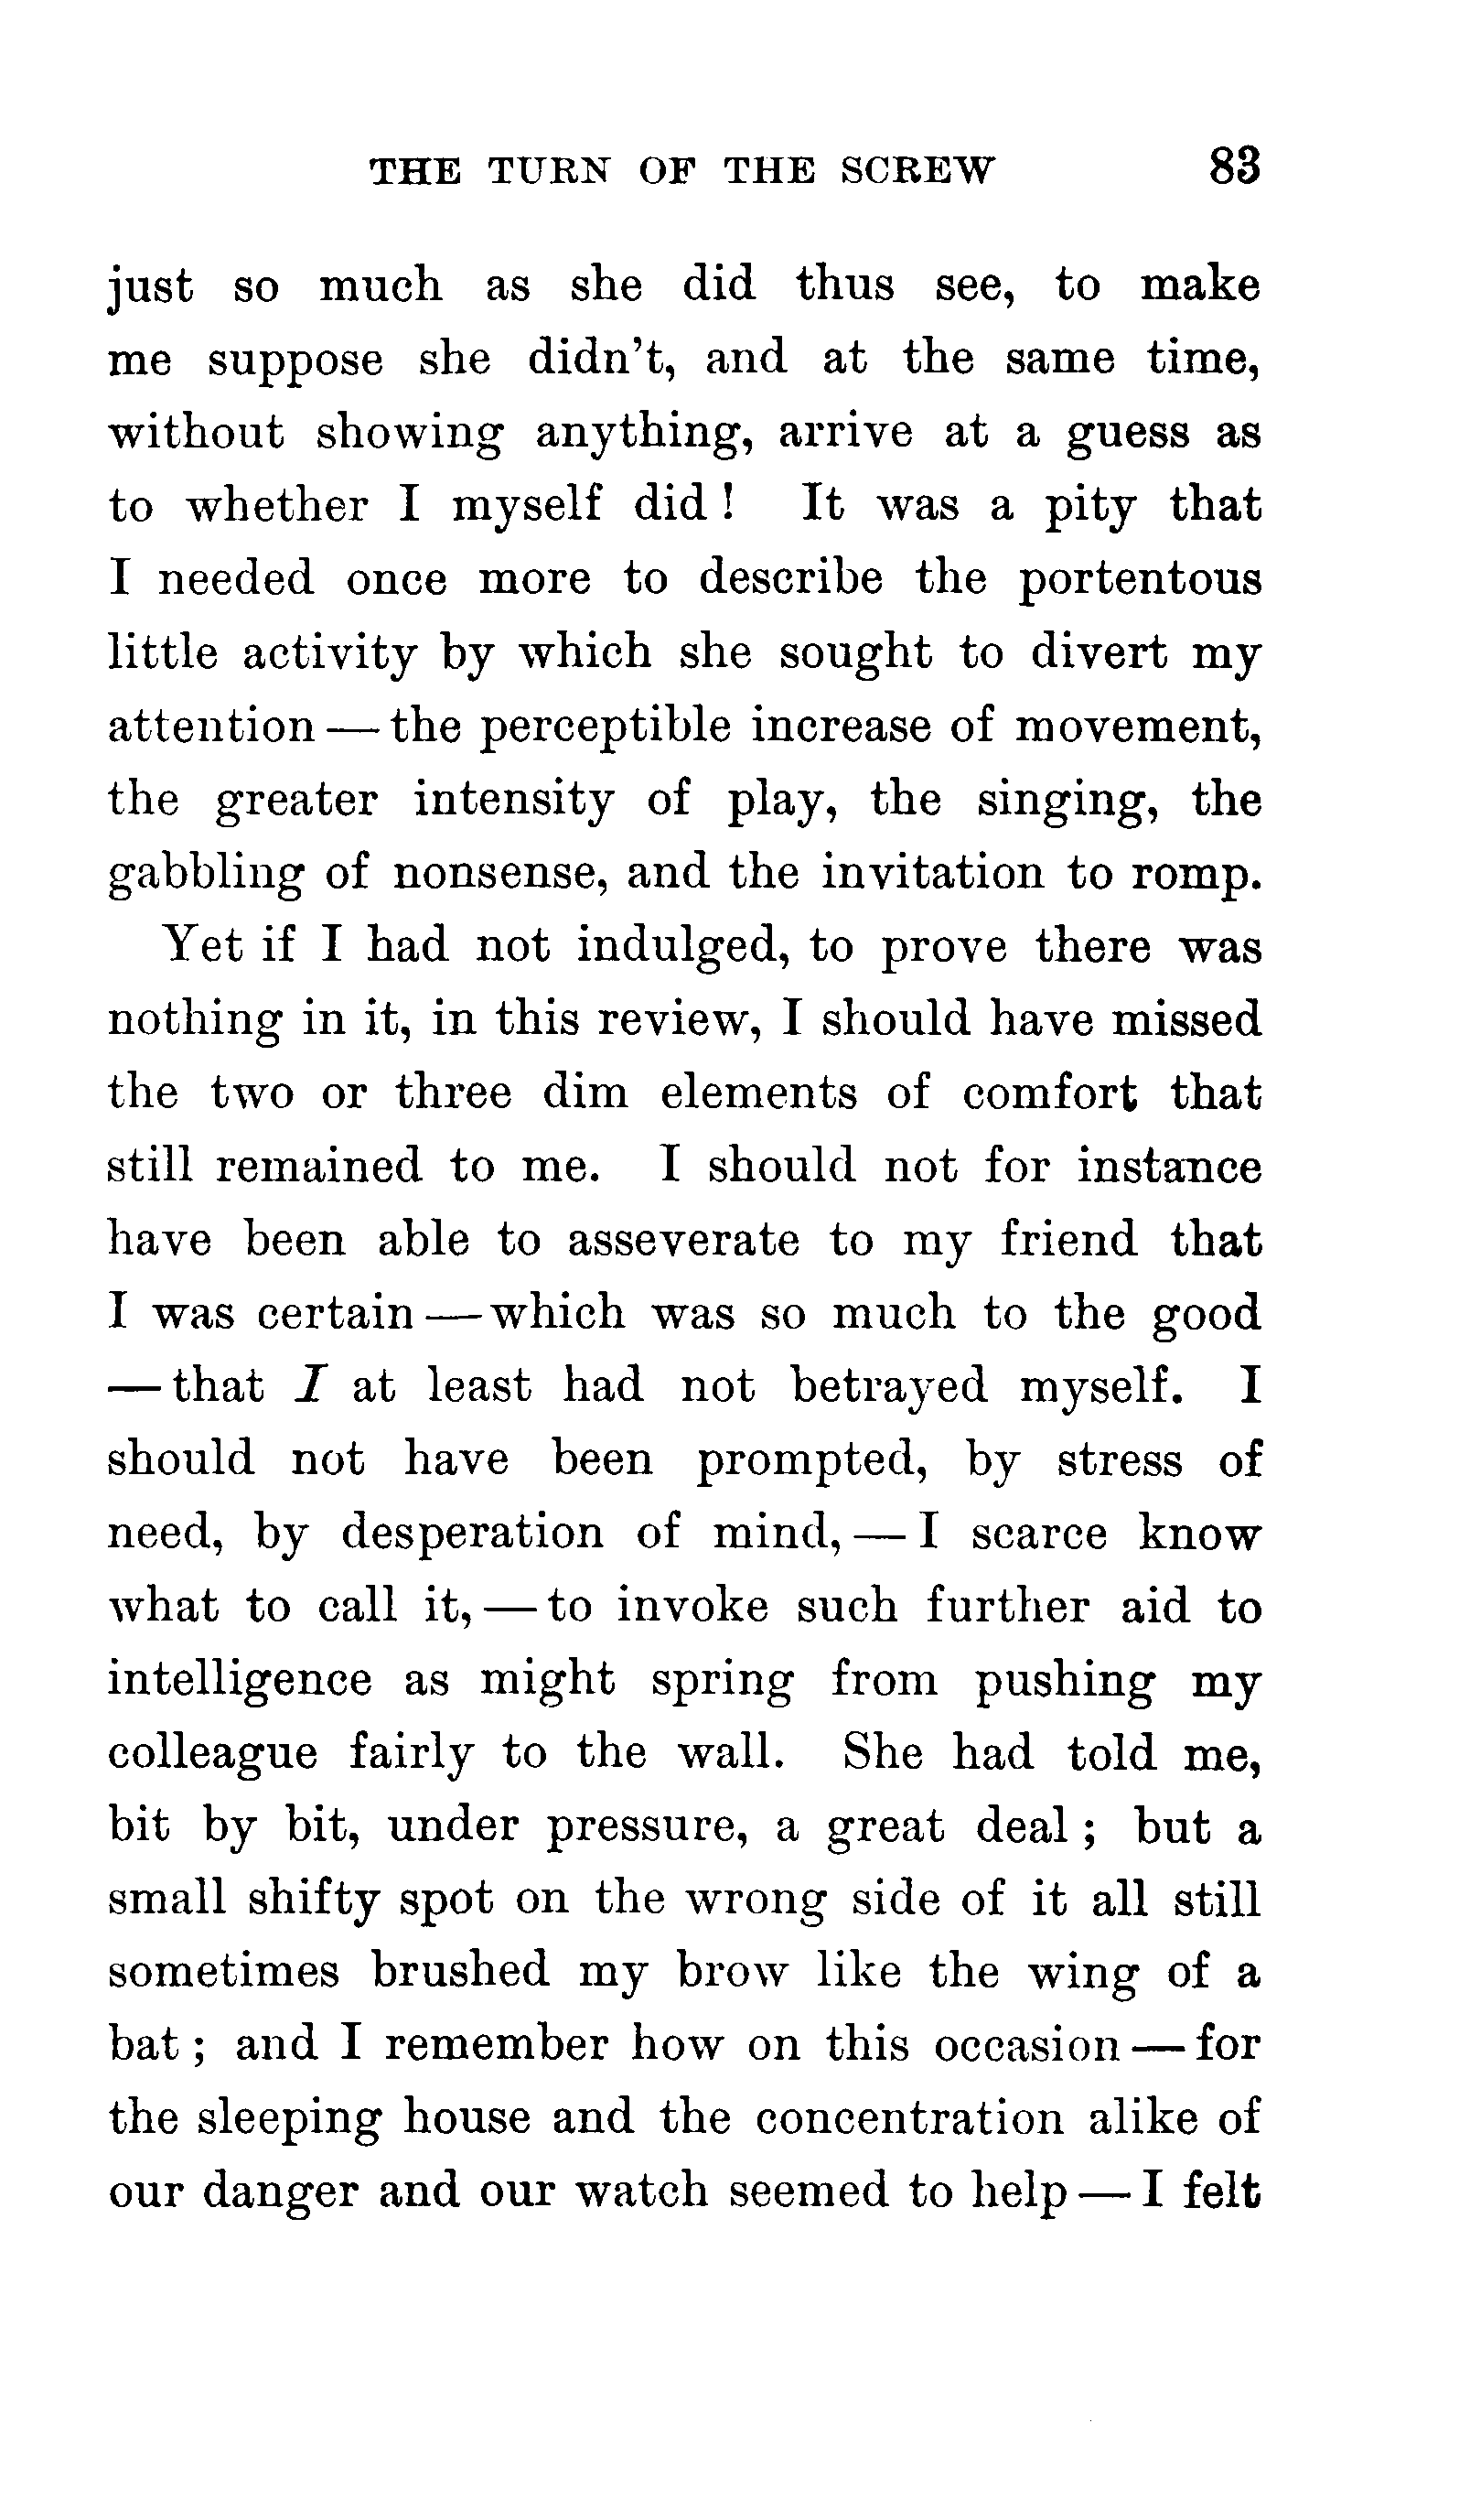 THE TURN OF THE SCREW 83
just so much as she did thus see, to make
me suppose she didn't, and at the same time,
without showing anything, arrive at a guess as
to whether I myself did! It was a pity that
I needed once more to describe the portentous
little activity by which she sought to divert my
attention — the perceptible increase of movement,
the greater intensity of play, the singing, the
gabbling of nonsense, and the invitation to romp.
Yet if I had not indulged, to prove there was
nothing in it, in this review, I should have missed
the two or three dim elements of comfort that
still remained to me. I should not for instance
have been able to asseverate to my friend that
I was certain — which was so much to the good
— that I at least had not betrayed myself. I
should not have been prompted, by stress of
need, by desperation of mind, — I scarce know
what to call it, — to invoke such further aid to
intelligence as might spring from pushing my
colleague fairly to the wall. She had told me,
bit by bit, under pressure, a great deal; but a
small shifty spot on the wrong side of it all still
sometimes brushed my brow like the wing of a
bat; and I remember how on this occasion — for
the sleeping house and the concentration alike of
our danger and our watch seemed to help — I felt